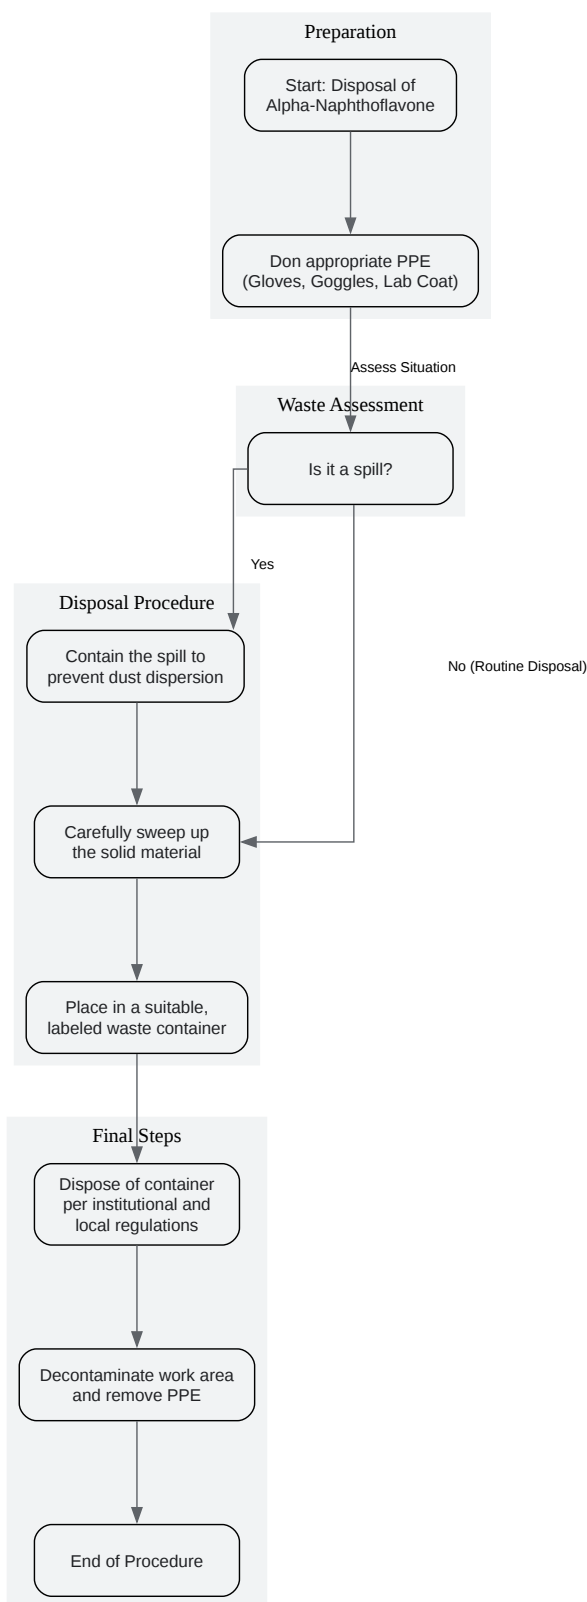 Preparation
Start: Disposal of
Alpha-Naphthoflavone
Don appropriate PPE
(Gloves, Goggles, Lab Coat)
Assess Situation
Waste Assessment
Is it a spill?
Yes
Disposal Procedure
Contain the spill to
prevent dust dispersion
No (Routine Disposal)
Carefully sweep up
the solid material
Place in a suitable,
labeled waste container
Final Steps
Dispose of container
per institutional and
local regulations
Decontaminate work area
and remove PPE
End of Procedure